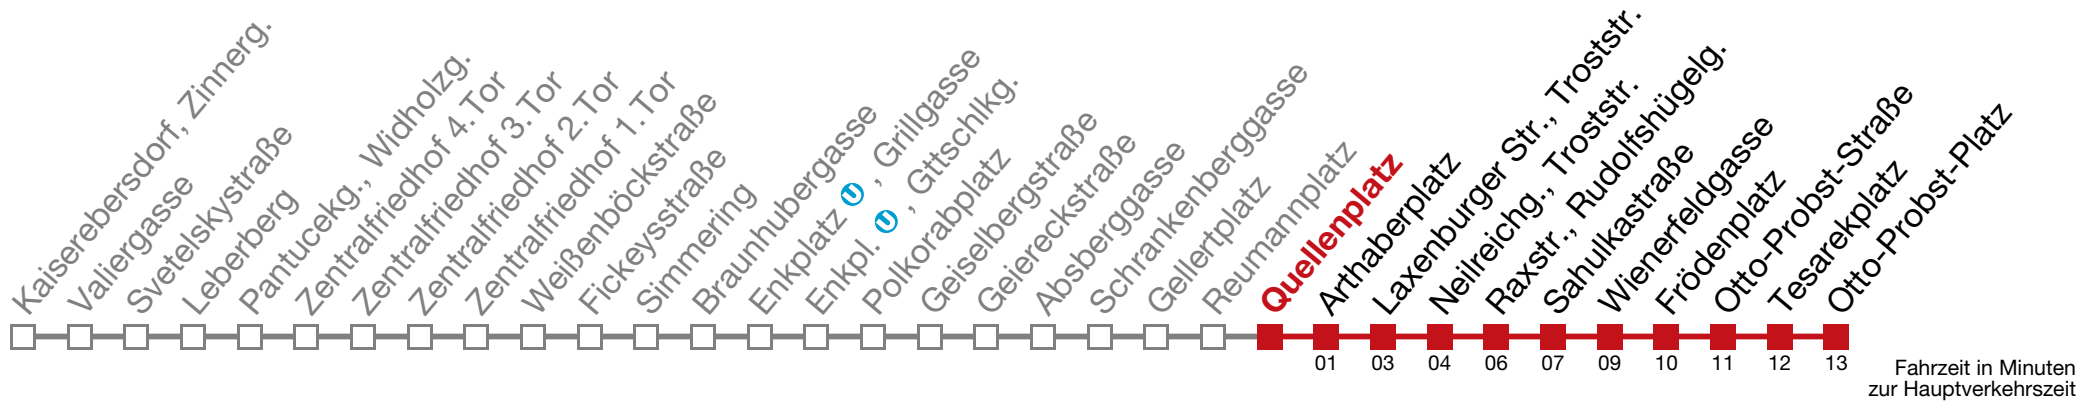 Kaiserebersdorf, Zinnerg.
Valiergasse
Svetelskystraße
Leberberg
Pantucekg., Widholzg.
Zentralfriedhof 4.Tor
Zentralfriedhof 3.Tor
Zentralfriedhof 2.Tor
Zentralfriedhof 1.Tor
Weißenböckstraße
Fickeysstraße
Simmering
Braunhubergasse
Enkplatz U , Grillgasse
Enkpl. U , Gttschlkg.
Polkorabplatz
Geiselbergstraße
Geiereckstraße
Absberggasse
Schrankenberggasse
Gellertplatz
Reumannplatz
Quellenplatz
Arthaberplatz
Laxenburger Str., Troststr.
Neilreichg., Troststr.
Raxstr., Rudolfshügelg.
Sahulkastraße
Wienerfeldgasse
Frödenplatz
Otto-Probst-Straße
Tesarekplatz
Otto-Probst-Platz
01 03 04 06 07 09 10 11 12 13
Fahrzeit in Minuten
zur Hauptverkehrszeit